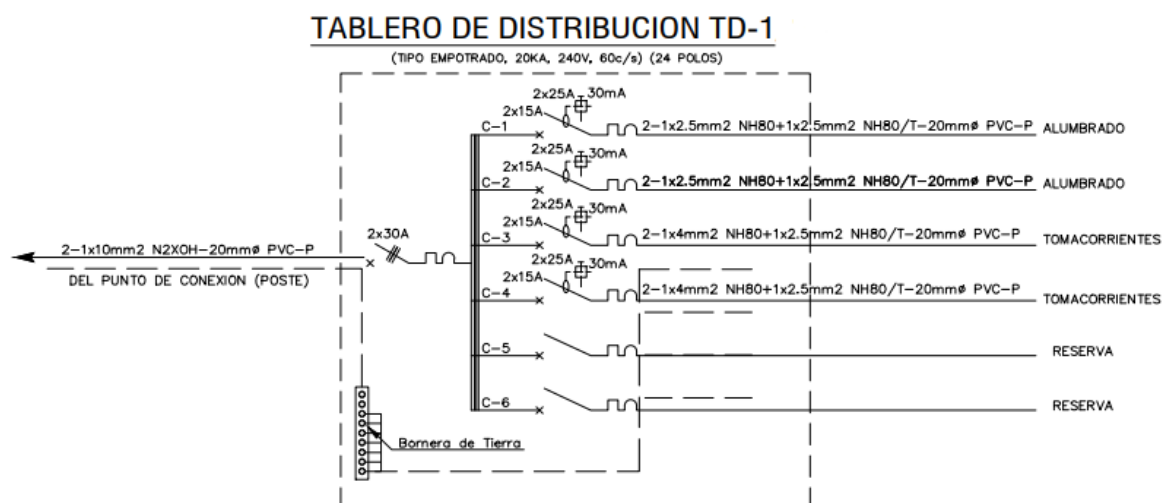 TABLERO DE DISTRIBUCION TD-1
(TIPO EMPOTRADO, 20KA, 240V, 60c/s) (24 POLOS)
2x25A 30mA
2x15A
C-1 2-1x2.5mm2 NH80+1x2.5mm2 NH80/T-20mmø PVC-P ALUMBRADO
2x25A 30mA
2x15A
C-2 2-1x2.5mm2 NH80+1x2.5mm2 NH80/T-20mmø PVC-P ALUMBRADO
2x25A 30mA
2x15A
C-3 2-1x4mm2 NH80+1x2.5mm2 NH80/T-20mmø PVC-P TOMACORRIENTES
2x30A
2-1x10mm2 N2XOH-20mmø PVC-P
DEL PUNTO DE CONEXION (POSTE)
2x25A 30mA
2x15A
C-4 2-1x4mm2 NH80+1x2.5mm2 NH80/T-20mmø PVC-P TOMACORRIENTES
C-5 RESERVA
C-6 RESERVA
Bornera de Tierra